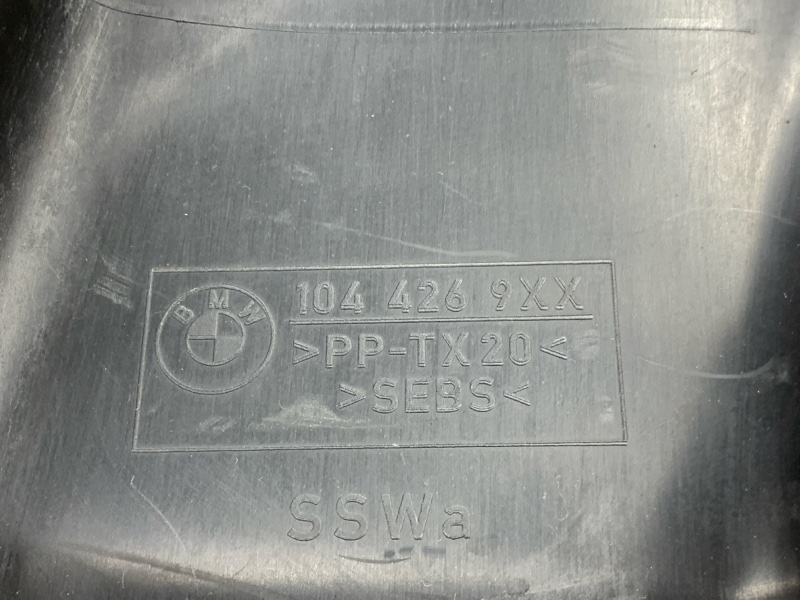 BMW
104 426 9XX
>PP-TX20<
>SEBS<
SSWa